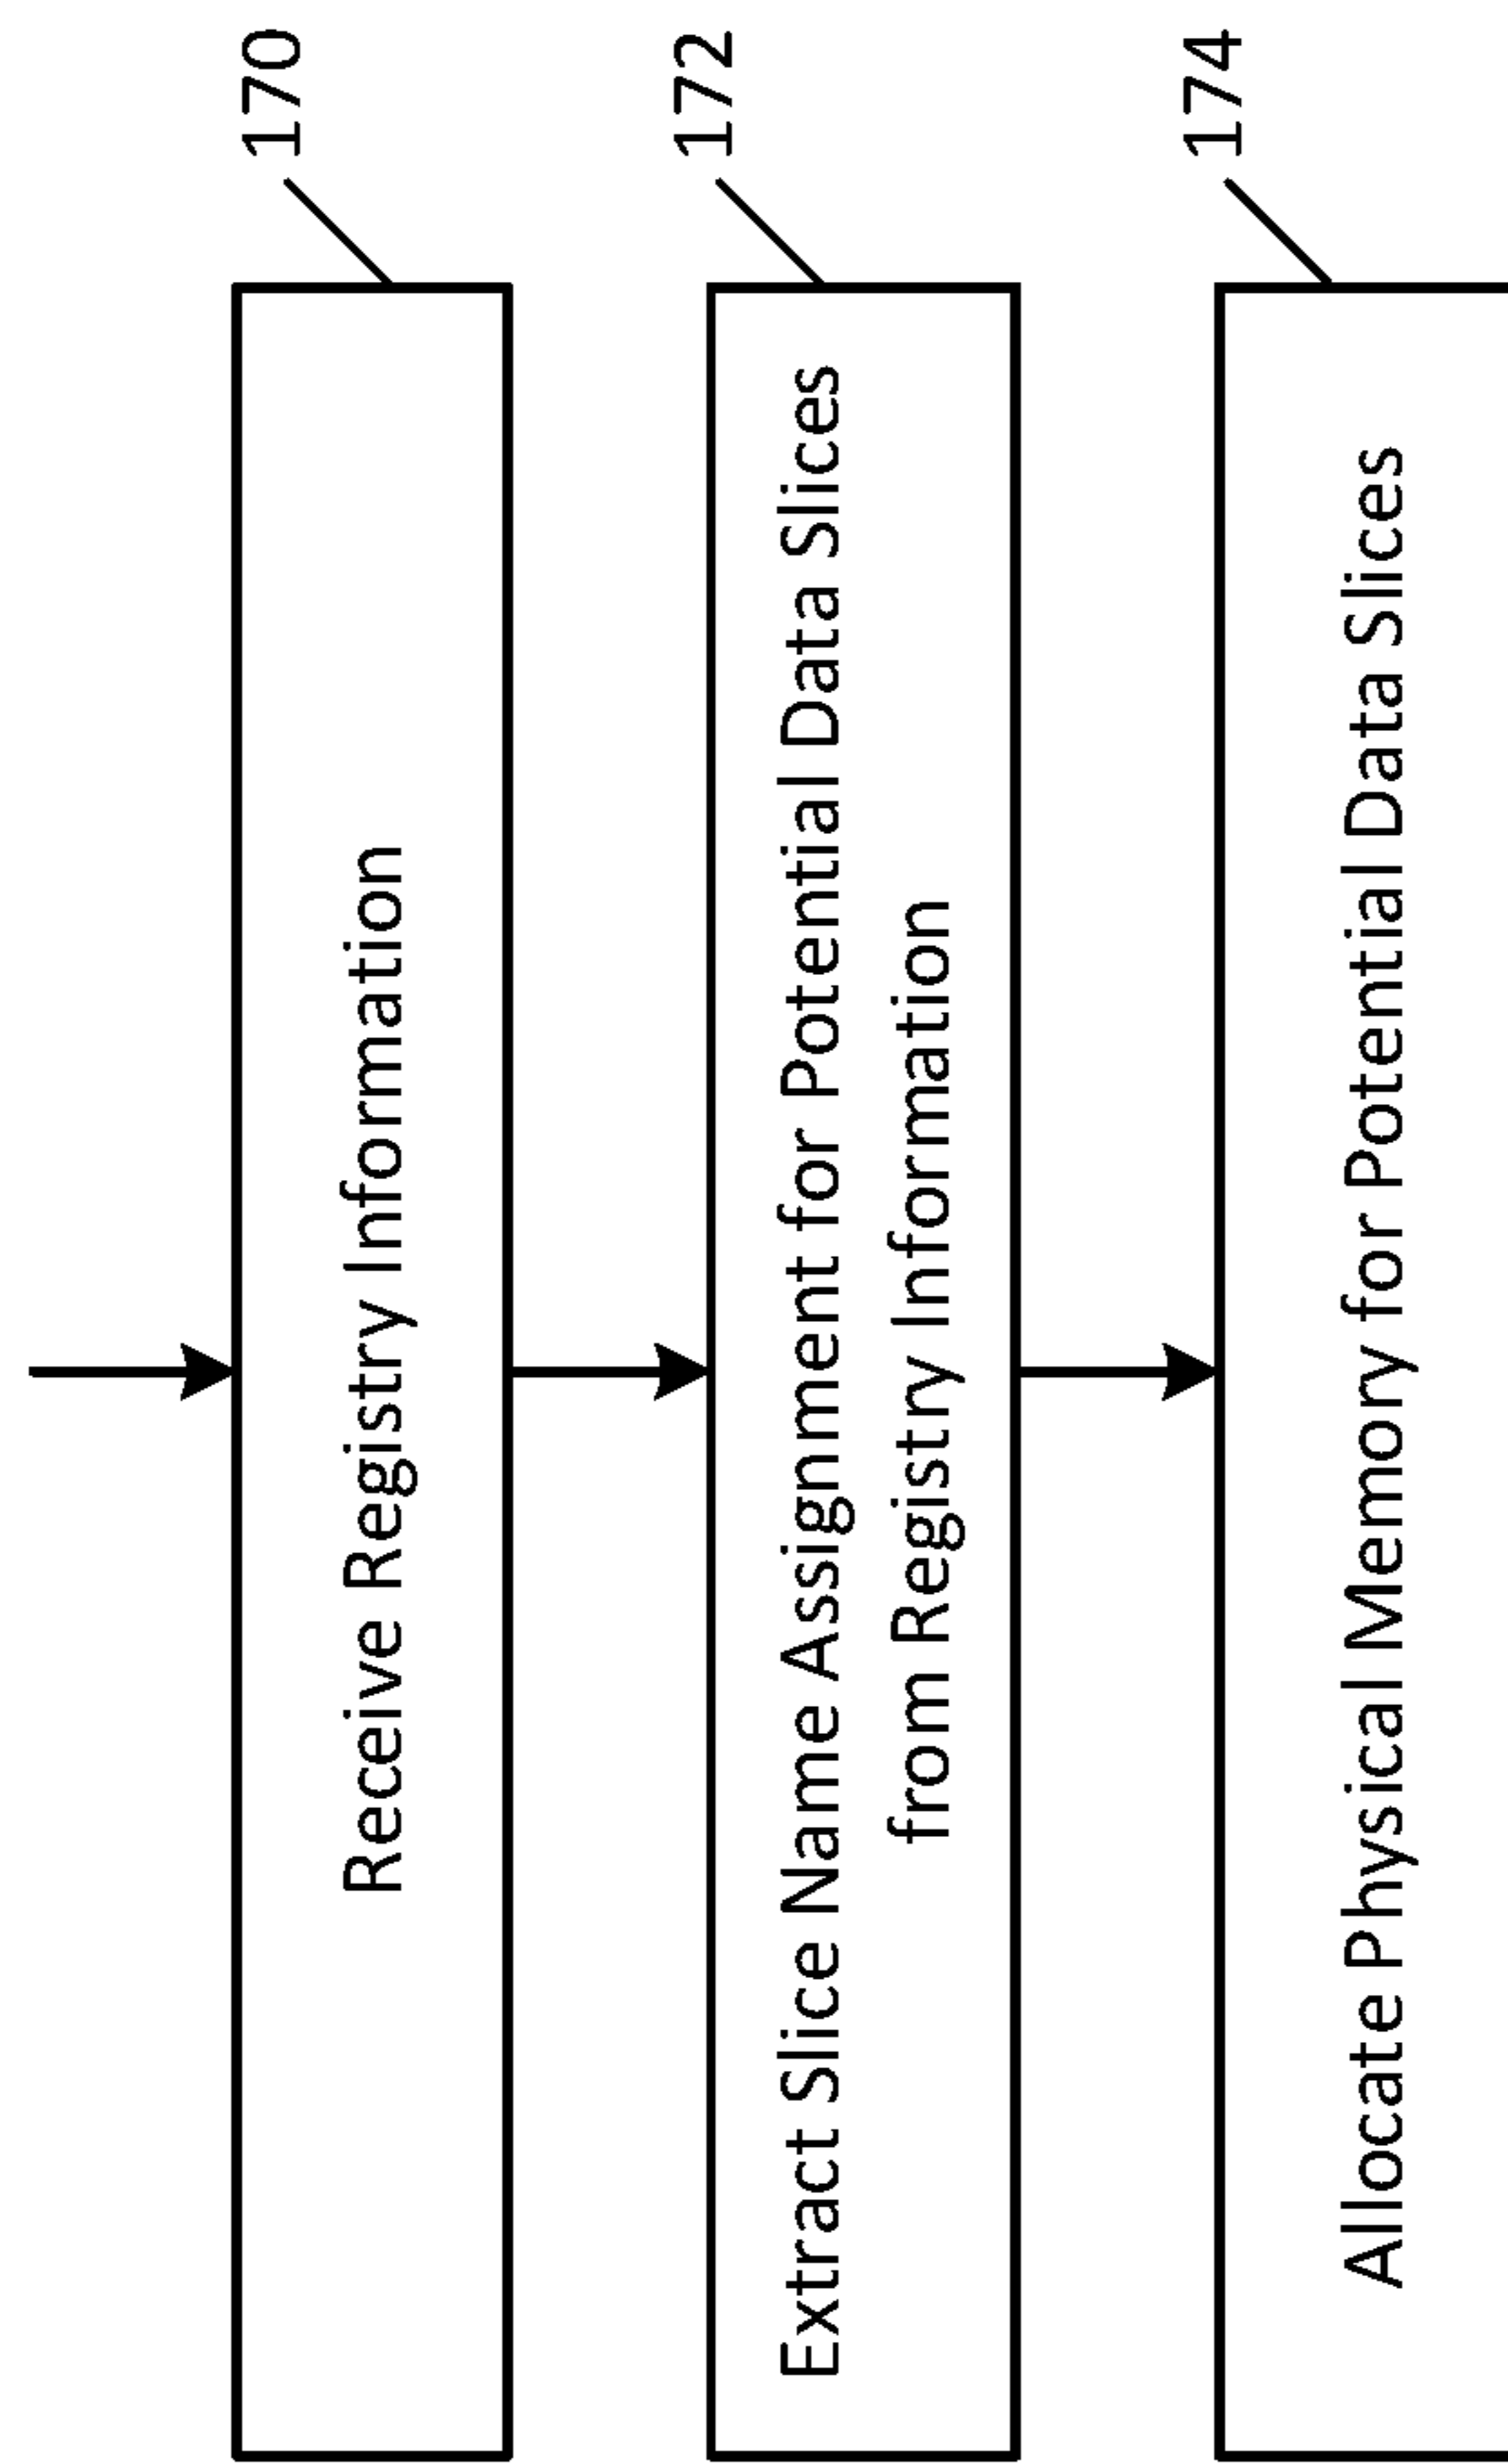 170
Receive Registry Information
172
Extract Slice Name Assignment for Potential Data Slices
from Registry Information
174
Allocate Physical Memory for Potential Data Slices